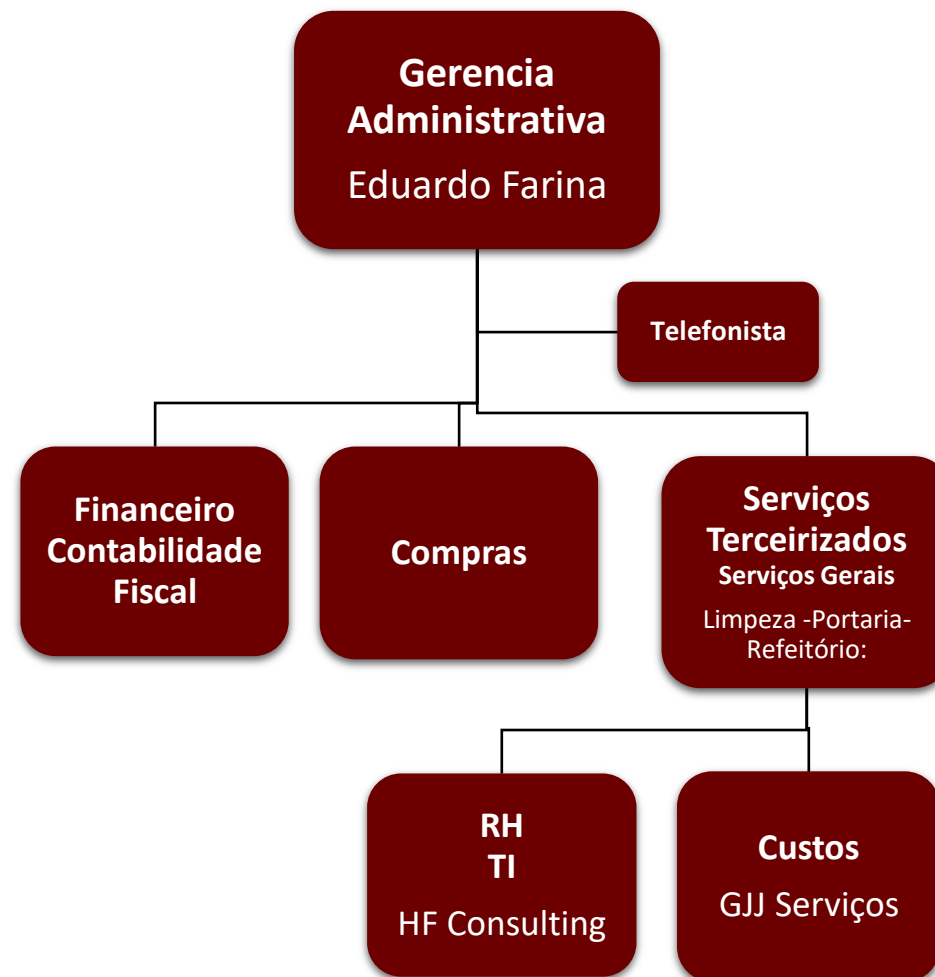 Gerencia
Administrativa
Eduardo Farina
Telefonista
Financeiro
Contabilidade
Fiscal
Compras
Serviços
Terceirizados
Serviços Gerais
Limpeza -Portaria-
Refeitório:
RH
TI
HF Consulting
Custos
GJJ Serviços